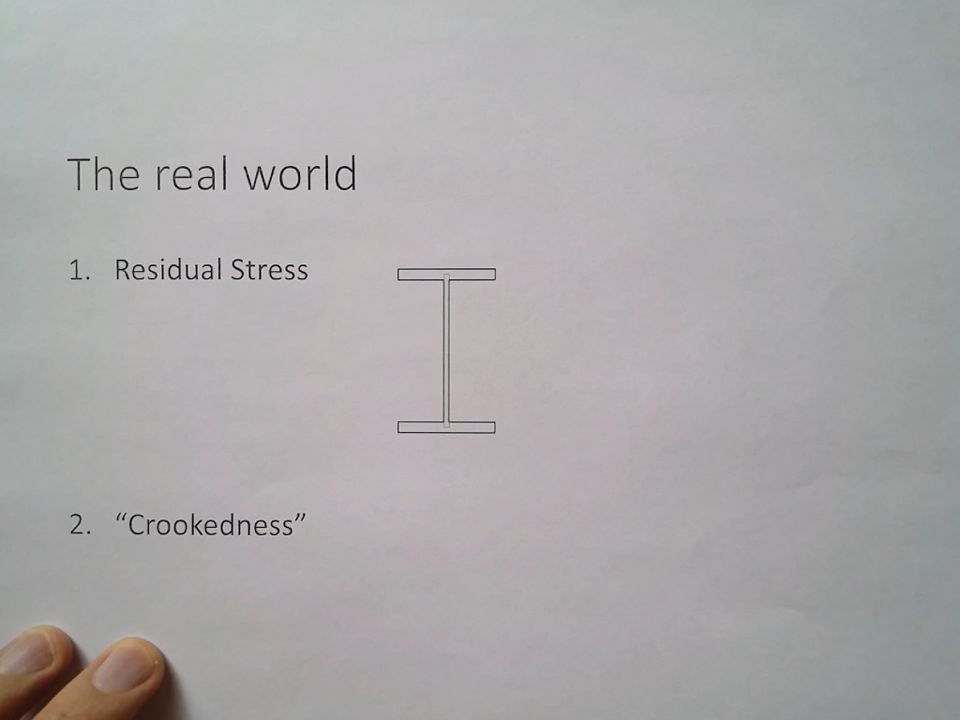 The real world
1. Residual Stress
2. “Crookedness”